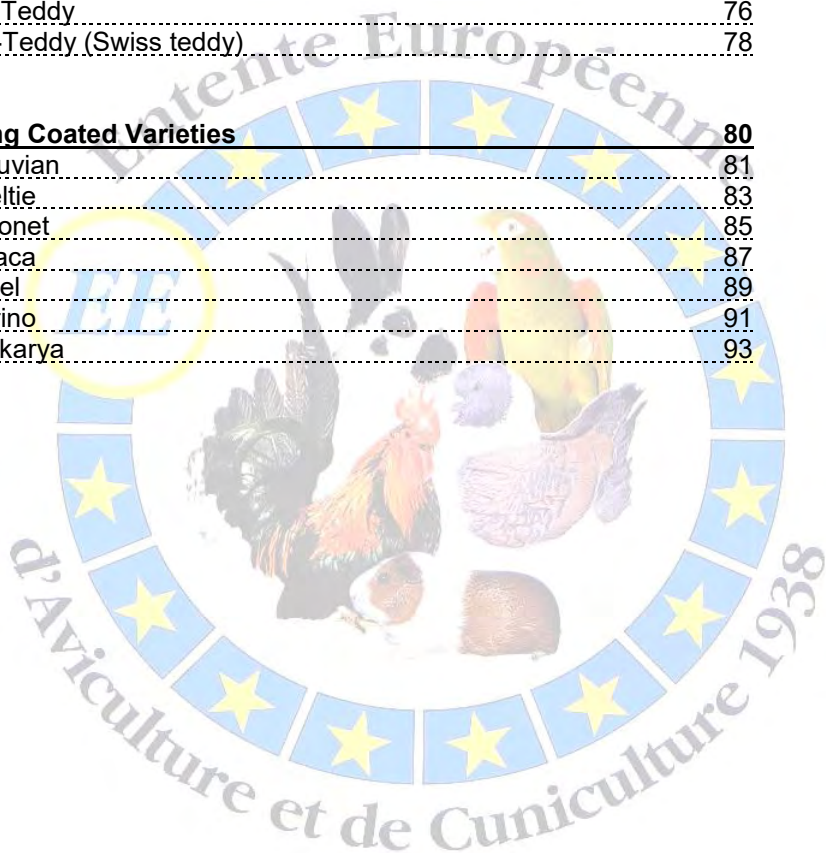 Teddy 76
-Teddy (Swiss teddy) 78
ng Coated Varieties 80
uvian 81
eltie 83
onet 85
aca 87
el 89
rino 91
karya 93
Entente Européenne
EE
d'Aviculture et de Cuniculture 1938